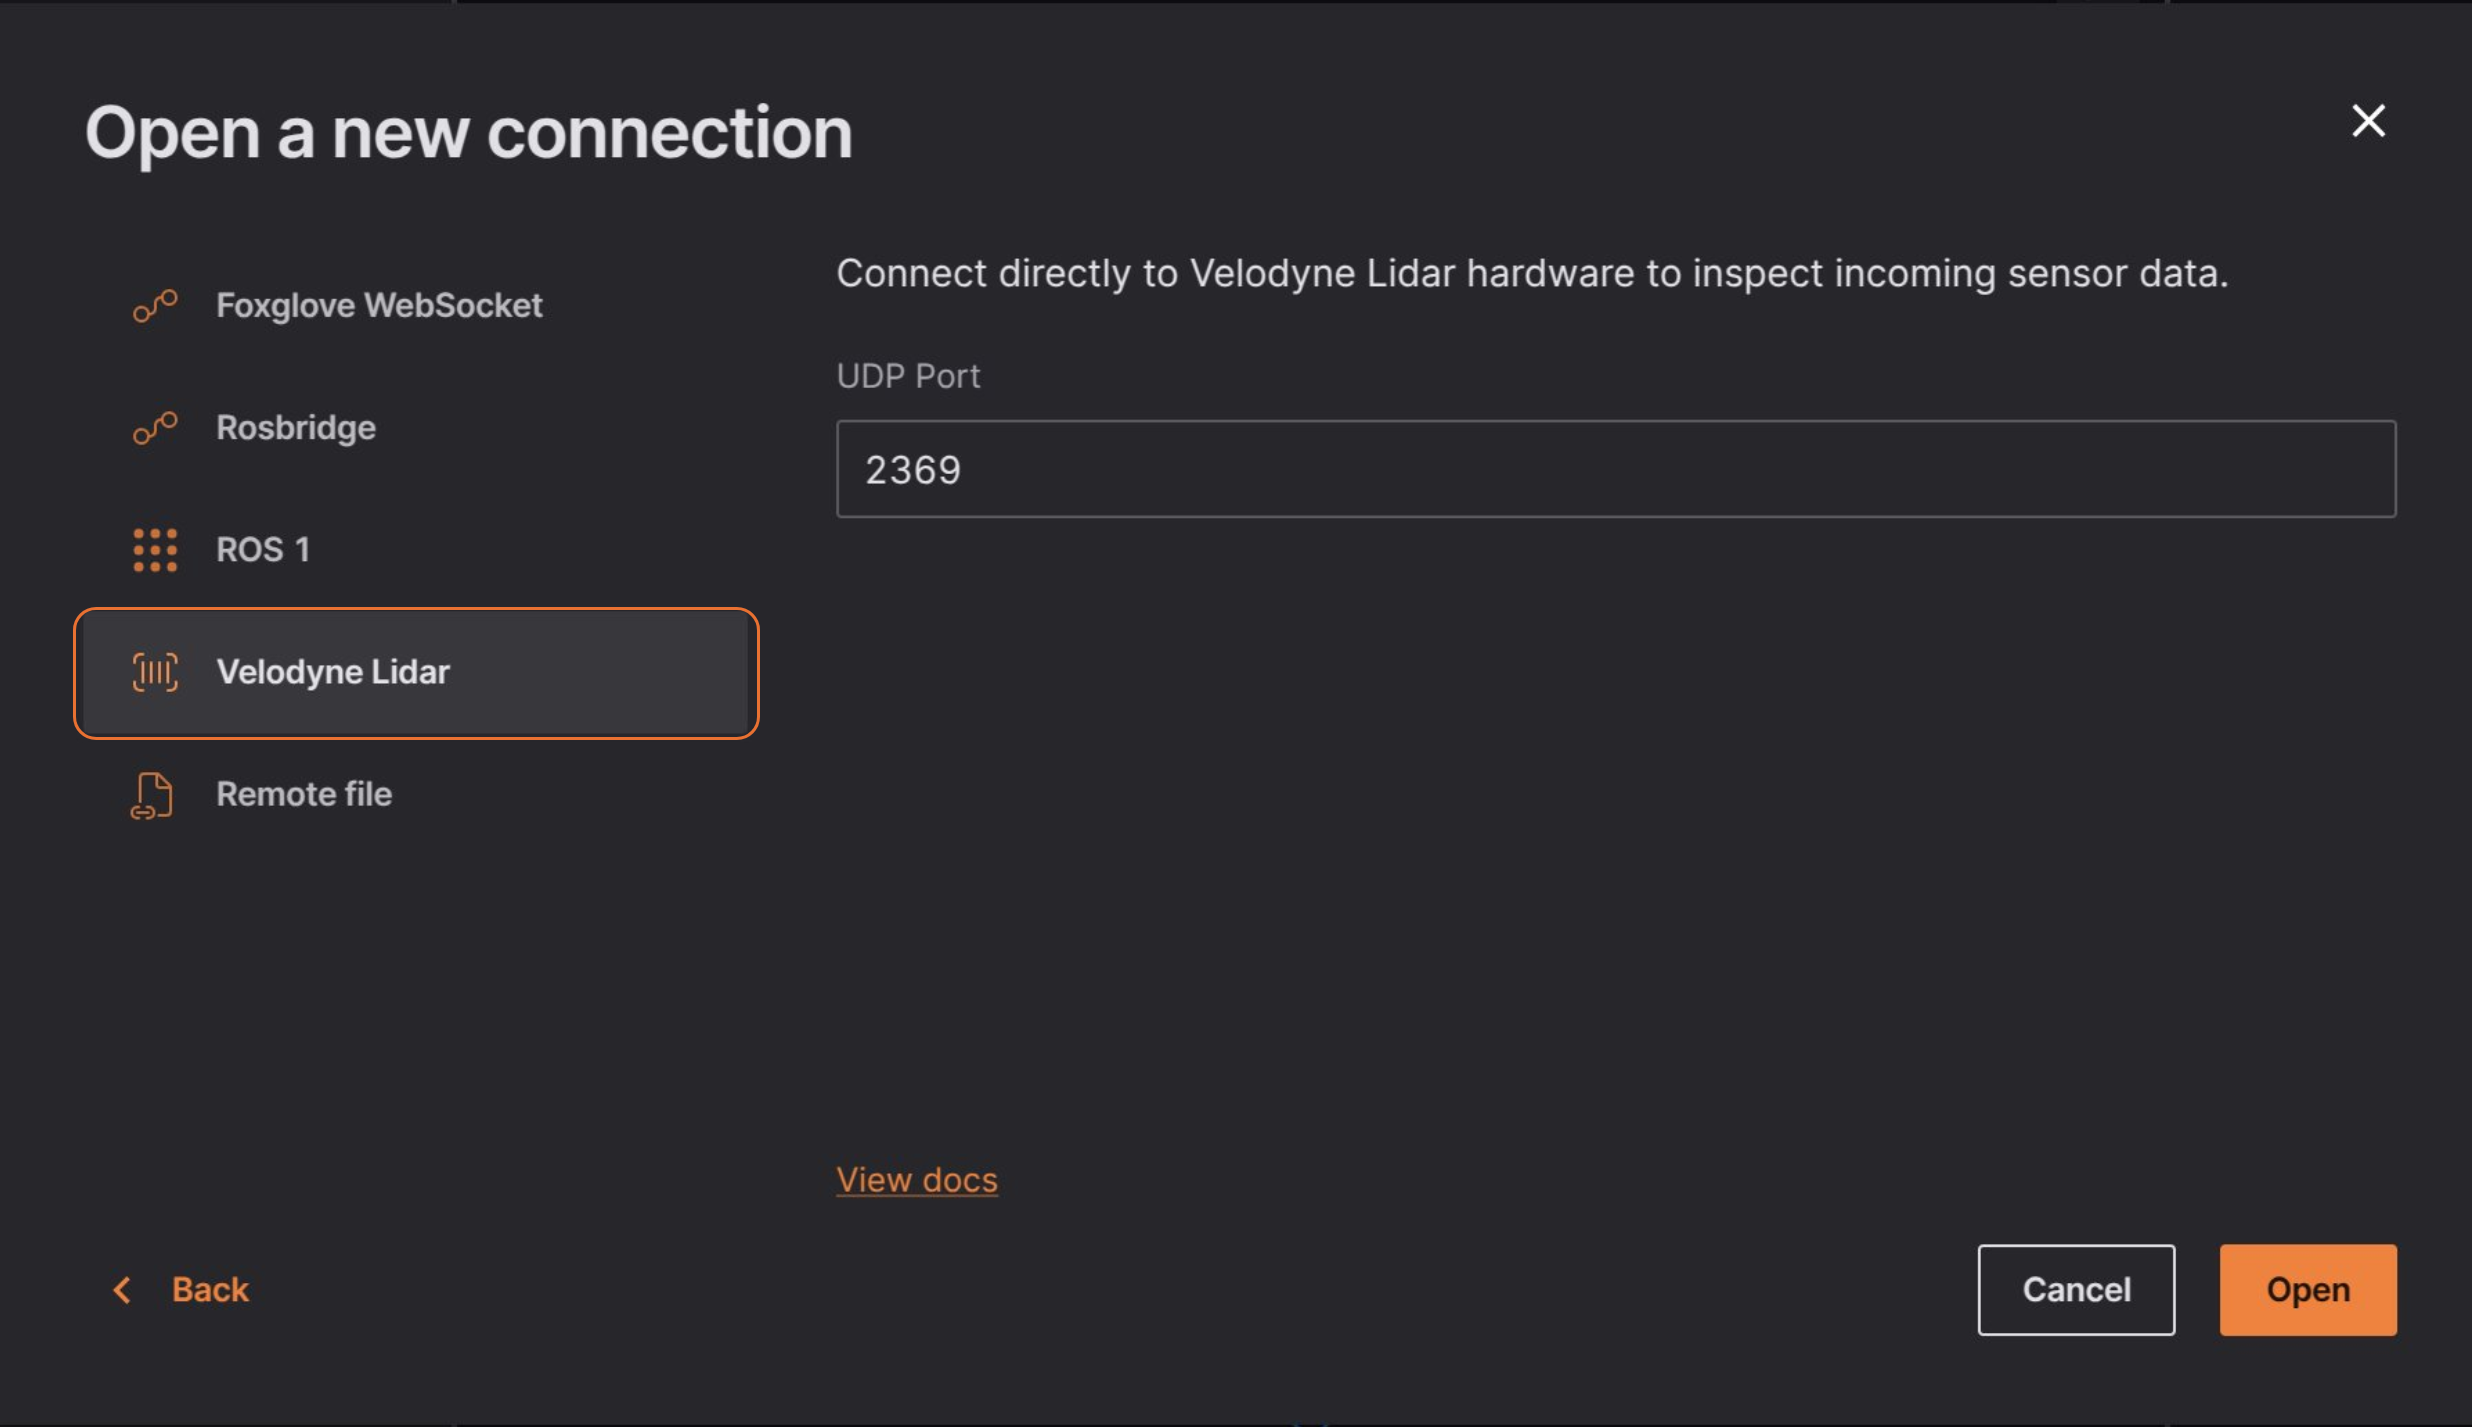 Open a new connection
Foxglove WebSocket
Rosbridge
ROS 1
Velodyne Lidar
Remote file
Connect directly to Velodyne Lidar hardware to inspect incoming sensor data.
UDP Port
2369
View docs
Back
Cancel
Open